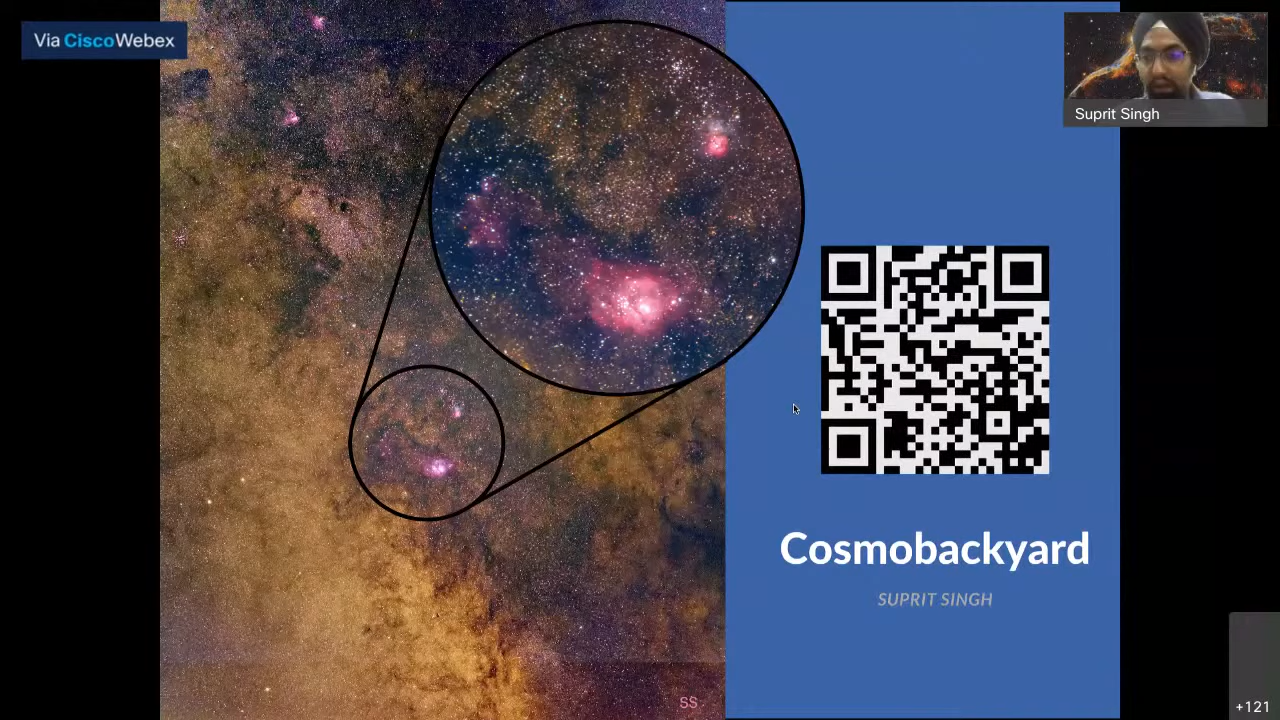 Via CiscoWebex
Suprit Singh
Cosmobackyard
SUPRIT SINGH
SS
+121